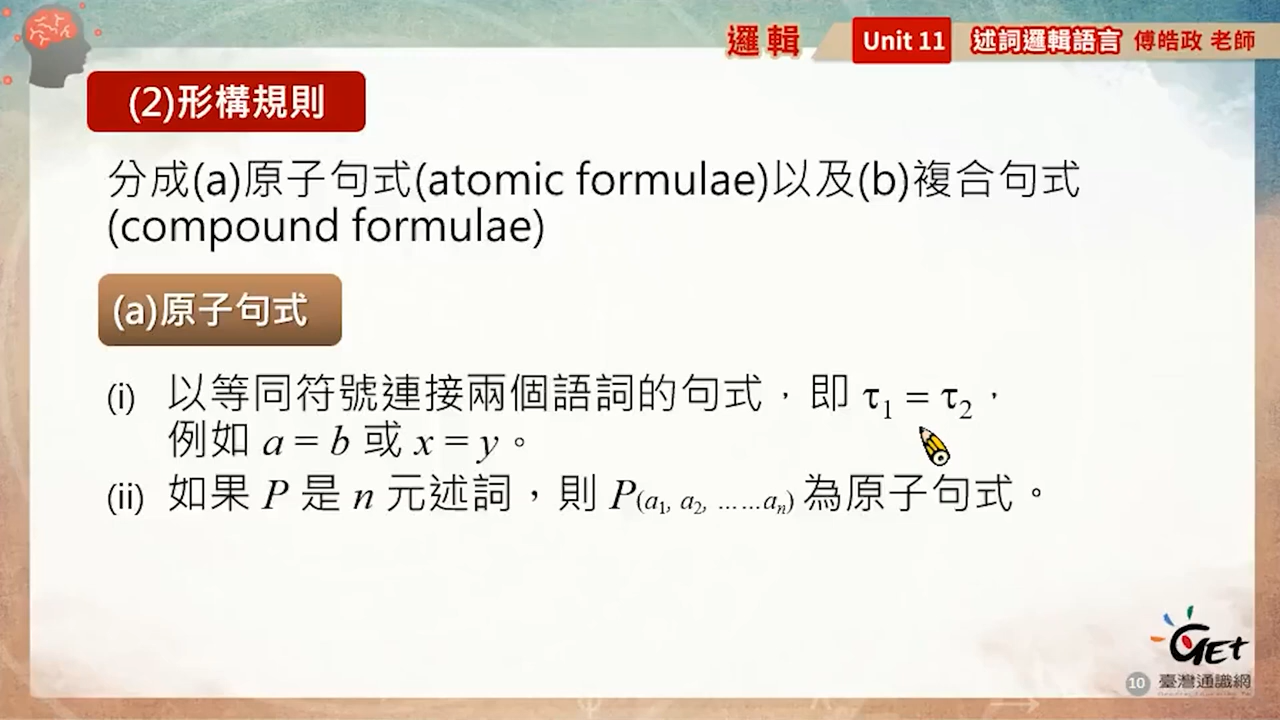 邏輯 Unit 11 述詞邏輯語言 傅皓政 老師
(2)形構規則
分成(a)原子句式(atomic formulae)以及(b)複合句式
(compound formulae)
(a)原子句式
(i) 以等同符號連接兩個語詞的句式，即 τ₁ = τ₂，
例如 a = b 或 x = y。
(ii) 如果 P 是 n 元述詞，則 P(a₁, a₂, ……aₙ) 為原子句式。
GET
10 臺灣通識網